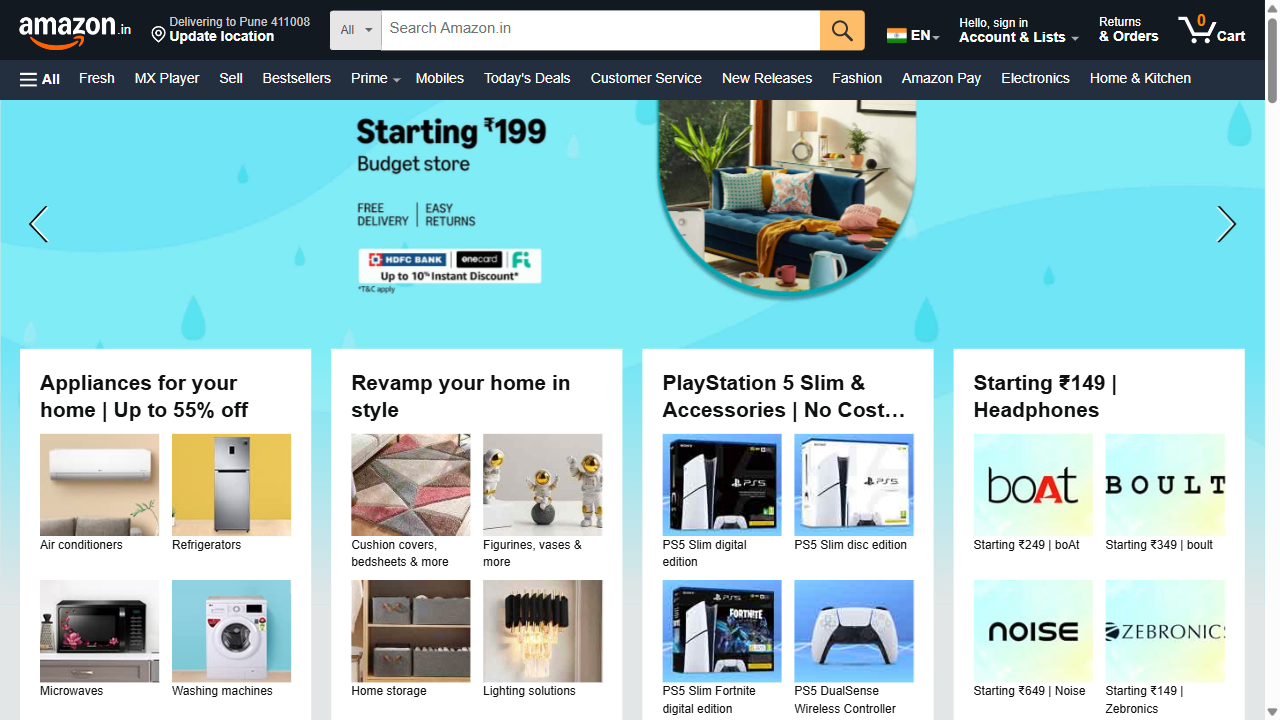 amazon.in
Delivering to Pune 411008
Update location
All
Search Amazon.in
EN
Hello, sign in
Account & Lists
Returns
& Orders
0
Cart
All
Fresh
MX Player
Sell
Bestsellers
Prime
Mobiles
Today's Deals
Customer Service
New Releases
Fashion
Amazon Pay
Electronics
Home & Kitchen
Starting ₹199
Budget store
FREE DELIVERY
EASY RETURNS
HDFC BANK
onecard
Fi
Up to 10% Instant Discount*
*T&C apply
Appliances for your
home | Up to 55% off
Air conditioners
Refrigerators
Microwaves
Washing machines
Revamp your home in
style
Cushion covers,
bedsheets & more
Figurines, vases &
more
Home storage
Lighting solutions
PlayStation 5 Slim &
Accessories | No Cost…
PS5
PS5
PS5 Slim digital
edition
PS5 Slim disc edition
PS5
FORTNITE
PS5 Slim Fortnite
digital edition
PS5 DualSense
Wireless Controller
Starting ₹149 |
Headphones
boAt
BOULT
Starting ₹249 | boAt
Starting ₹349 | boult
noise
ZEBRONICS
Starting ₹649 | Noise
Starting ₹149 |
Zebronics